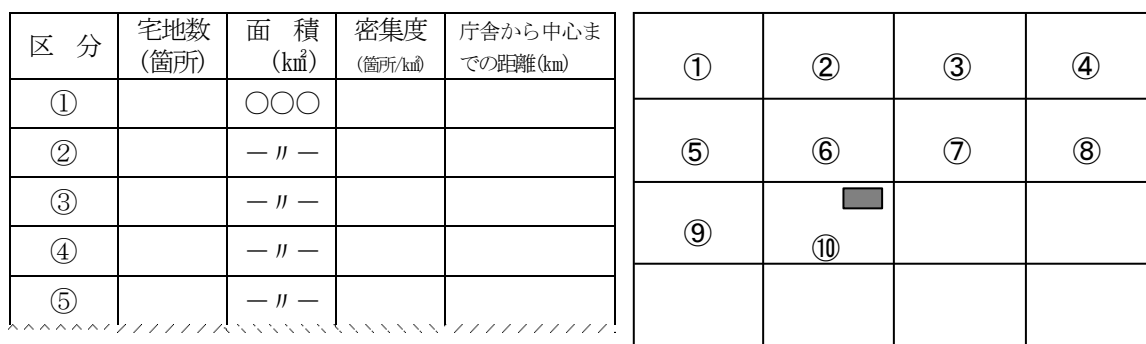 区 分 宅地数 (箇所) 面 積 (㎢) 密集度 (箇所/㎢) 庁舎から中心までの距離(㎞)
① ○○○
② ―〃―
③ ―〃―
④ ―〃―
⑤ ―〃―
① ② ③ ④
⑤ ⑥ ⑦ ⑧
⑨ ⑩